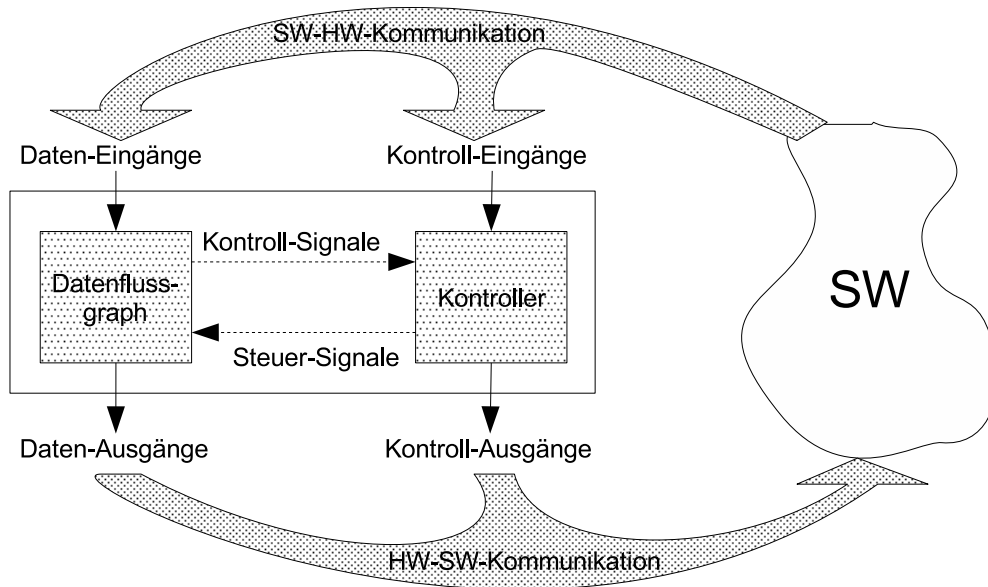 SW-HW-Kommunikation
Daten-Eingänge
Kontroll-Eingänge
Kontroll-Signale
Datenfluss-
graph
Kontroller
SW
Steuer-Signale
Daten-Ausgänge
Kontroll-Ausgänge
HW-SW-Kommunikation